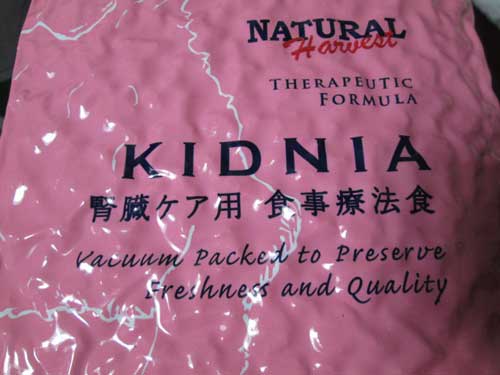 NATURAL
Harvest
THERAPEUTIC
FORMULA
KIDNIA
腎臓ケア用 食事療法食
Vacuum Packed to Preserve
Freshness and Quality